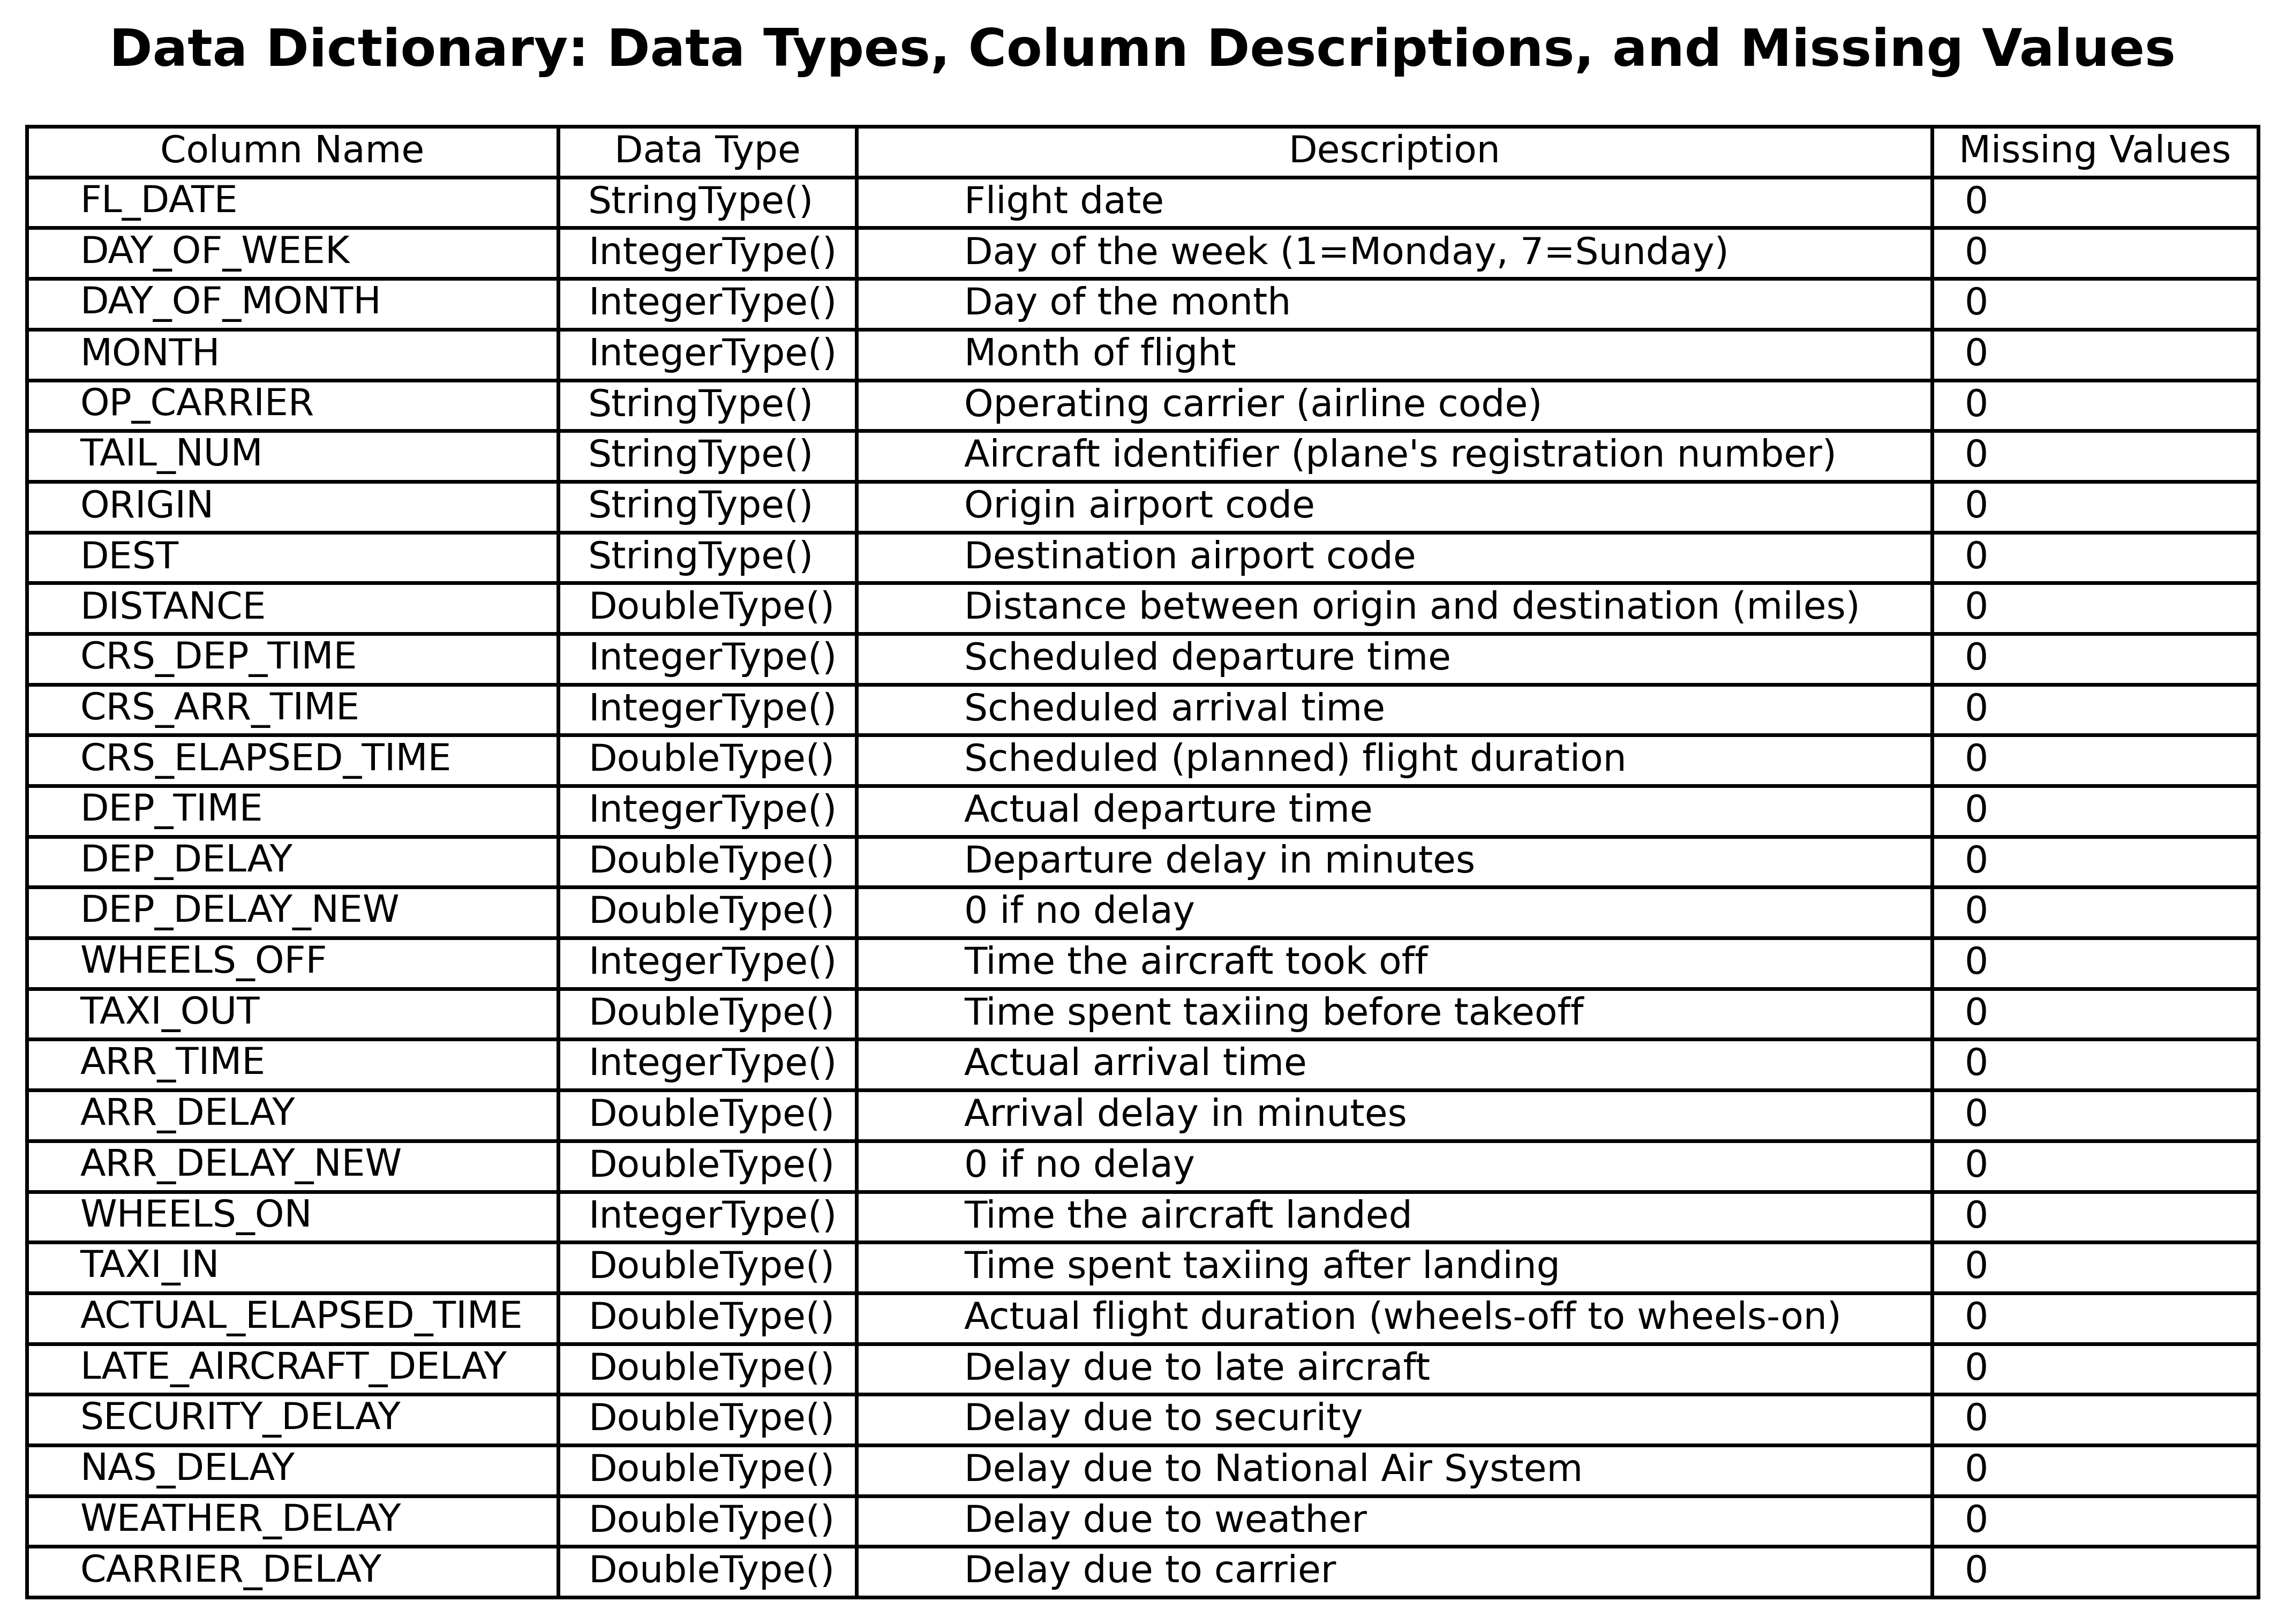 Data Dictionary: Data Types, Column Descriptions, and Missing Values
Column Name Data Type Description Missing Values
FL_DATE StringType() Flight date 0
DAY_OF_WEEK IntegerType() Day of the week (1=Monday, 7=Sunday) 0
DAY_OF_MONTH IntegerType() Day of the month 0
MONTH IntegerType() Month of flight 0
OP_CARRIER StringType() Operating carrier (airline code) 0
TAIL_NUM StringType() Aircraft identifier (plane's registration number) 0
ORIGIN StringType() Origin airport code 0
DEST StringType() Destination airport code 0
DISTANCE DoubleType() Distance between origin and destination (miles) 0
CRS_DEP_TIME IntegerType() Scheduled departure time 0
CRS_ARR_TIME IntegerType() Scheduled arrival time 0
CRS_ELAPSED_TIME DoubleType() Scheduled (planned) flight duration 0
DEP_TIME IntegerType() Actual departure time 0
DEP_DELAY DoubleType() Departure delay in minutes 0
DEP_DELAY_NEW DoubleType() 0 if no delay 0
WHEELS_OFF IntegerType() Time the aircraft took off 0
TAXI_OUT DoubleType() Time spent taxiing before takeoff 0
ARR_TIME IntegerType() Actual arrival time 0
ARR_DELAY DoubleType() Arrival delay in minutes 0
ARR_DELAY_NEW DoubleType() 0 if no delay 0
WHEELS_ON IntegerType() Time the aircraft landed 0
TAXI_IN DoubleType() Time spent taxiing after landing 0
ACTUAL_ELAPSED_TIME DoubleType() Actual flight duration (wheels-off to wheels-on) 0
LATE_AIRCRAFT_DELAY DoubleType() Delay due to late aircraft 0
SECURITY_DELAY DoubleType() Delay due to security 0
NAS_DELAY DoubleType() Delay due to National Air System 0
WEATHER_DELAY DoubleType() Delay due to weather 0
CARRIER_DELAY DoubleType() Delay due to carrier 0